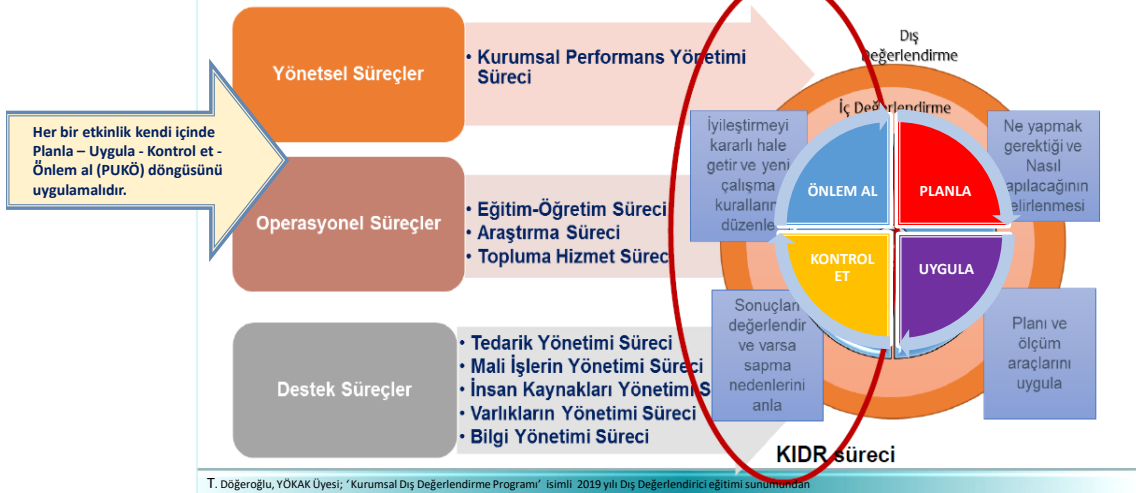 Yönetsel Süreçler
• Kurumsal Performans Yönetimi
Süreci
Her bir etkinlik kendi içinde
Planla – Uygula - Kontrol et -
Önlem al (PUKÖ) döngüsünü
uygulamalıdır.
Operasyonel Süreçler
• Eğitim-Öğretim Süreci
• Araştırma Süreci
• Topluma Hizmet Sürec
Destek Süreçler
• Tedarik Yönetimi Süreci
• Mali İşlerin Yönetimi Süreci
• İnsan Kaynakları Yönetimi S
• Varlıkların Yönetimi Süreci
• Bilgi Yönetimi Süreci
Dış
Değerlendirme
İç Değerlendirme
İyileştirmeyi
kararlı hale
getir ve yeni
çalışma
kuralların
düzenle
ÖNLEM AL
PLANLA
Ne yapmak
gerektiği ve
Nasıl
apılacağının
elirlenmesi
KONTROL
ET
UYGULA
Sonuçları
değerlendir
ve varsa
sapma
nedenlerini
anla
Planı ve
ölçüm
araçlarını
uygula
KIDR süreci
T. Döğeroğlu, YÖKAK Üyesi; ‘Kurumsal Dış Değerlendirme Programı’ isimli 2019 yılı Dış Değerlendirici eğitimi sunumundan